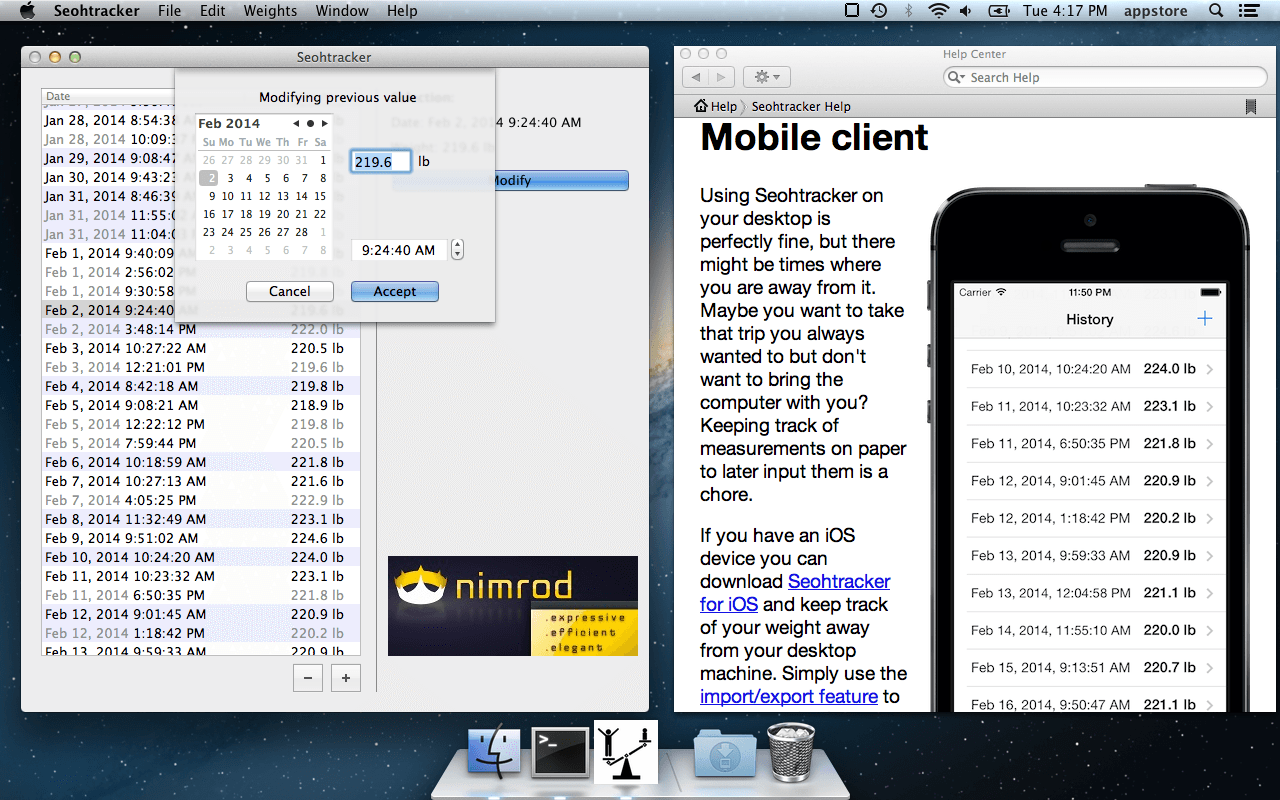 Seohtracker File Edit Weights Window Help Tue 4:17 PM appstore
Seohtracker
Date
Jan 28, 2014 8:54:38
Jan 28, 2014 10:09:
Jan 29, 2014 9:08:47
Jan 30, 2014 9:43:23
Jan 31, 2014 8:46:39
Jan 31, 2014 11:55:0
Jan 31, 2014 11:04:0
Feb 1, 2014 9:40:09
Feb 1, 2014 2:56:02
Feb 1, 2014 9:30:58
Feb 2, 2014 9:24:40
Feb 2, 2014 3:48:14 PM 222.0 lb
Feb 3, 2014 10:27:22 AM 220.5 lb
Feb 3, 2014 12:21:01 PM 219.6 lb
Feb 4, 2014 8:42:18 AM 219.8 lb
Feb 5, 2014 9:08:21 AM 218.9 lb
Feb 5, 2014 12:22:12 PM 219.8 lb
Feb 5, 2014 7:59:44 PM 220.5 lb
Feb 6, 2014 10:18:59 AM 221.8 lb
Feb 7, 2014 10:27:13 AM 221.6 lb
Feb 7, 2014 4:05:25 PM 222.9 lb
Feb 8, 2014 11:32:49 AM 223.1 lb
Feb 9, 2014 9:51:02 AM 224.6 lb
Feb 10, 2014 10:24:20 AM 224.0 lb
Feb 11, 2014 10:23:32 AM 223.1 lb
Feb 11, 2014 6:50:35 PM 221.8 lb
Feb 12, 2014 9:01:45 AM 220.9 lb
Feb 12, 2014 1:18:42 PM 220.2 lb
Feb 13, 2014 9:59:33 AM 220.9 lb
Modifying previous value
Feb 2014
Su Mo Tu We Th Fr Sa
26 27 28 29 30 31 1
2 3 4 5 6 7 8
9 10 11 12 13 14 15
16 17 18 19 20 21 22
23 24 25 26 27 28 1
2 3 4 5 6 7 8
219.6 lb
9:24:40 AM
Cancel Accept
Date: Feb 2, 2014 9:24:40 AM
Modify
nimrod
.expressive
.efficient
.elegant
− +
Help Center
Search Help
Help Seohtracker Help
Mobile client
Using Seohtracker on
your desktop is
perfectly fine, but there
might be times where
you are away from it.
Maybe you want to take
that trip you always
wanted to but don't
want to bring the
computer with you?
Keeping track of
measurements on paper
to later input them is a
chore.
If you have an iOS
device you can
download Seohtracker
for iOS and keep track
of your weight away
from your desktop
machine. Simply use the
import/export feature to
Carrier 11:50 PM
History +
Feb 10, 2014, 10:24:20 AM 224.0 lb
Feb 11, 2014, 10:23:32 AM 223.1 lb
Feb 11, 2014, 6:50:35 PM 221.8 lb
Feb 12, 2014, 9:01:45 AM 220.9 lb
Feb 12, 2014, 1:18:42 PM 220.2 lb
Feb 13, 2014, 9:59:33 AM 220.9 lb
Feb 13, 2014, 12:04:58 PM 221.1 lb
Feb 14, 2014, 11:55:10 AM 220.0 lb
Feb 15, 2014, 9:13:51 AM 220.7 lb
Feb 16, 2014, 9:50:47 AM 221.1 lb